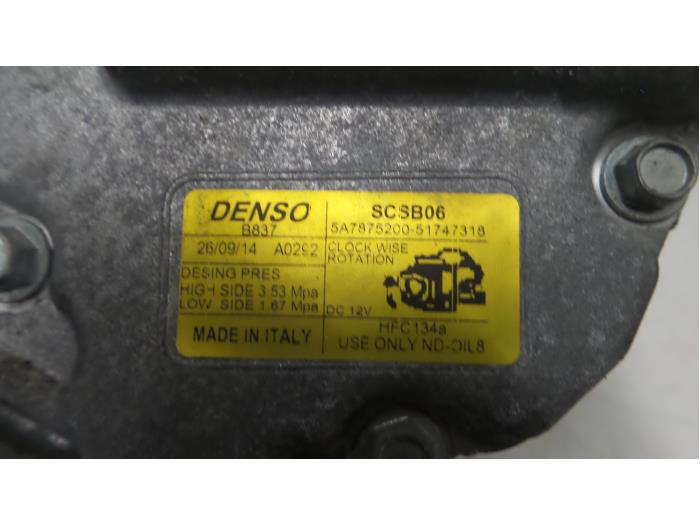 DENSO
B837
26/09/14 A0292
DESING PRES
HIGH SIDE 3.53 Mpa
LOW SIDE 1.67 Mpa
MADE IN ITALY
SCSB06
5A7875200-51747318
CLOCK WISE
ROTATION
DC 12V
HFC134a
USE ONLY ND-OIL8